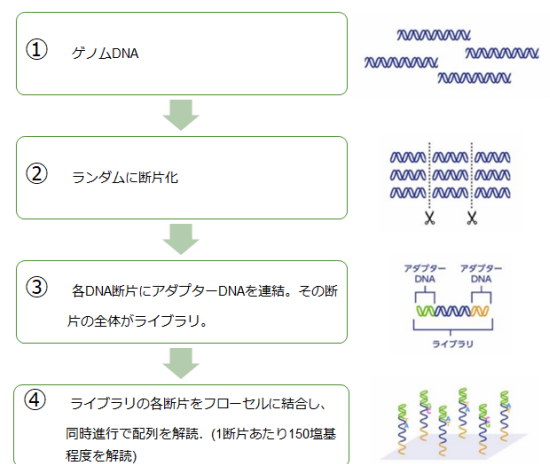 ① ゲノムDNA
② ランダムに断片化
③ 各DNA断片にアダプターDNAを連結。その断
片の全体がライブラリ。
アダプター アダプター
DNA DNA
ライブラリ
④ ライブラリの各断片をフローセルに結合し、
同時進行で配列を解読. (1断片あたり150塩基
程度を解読)